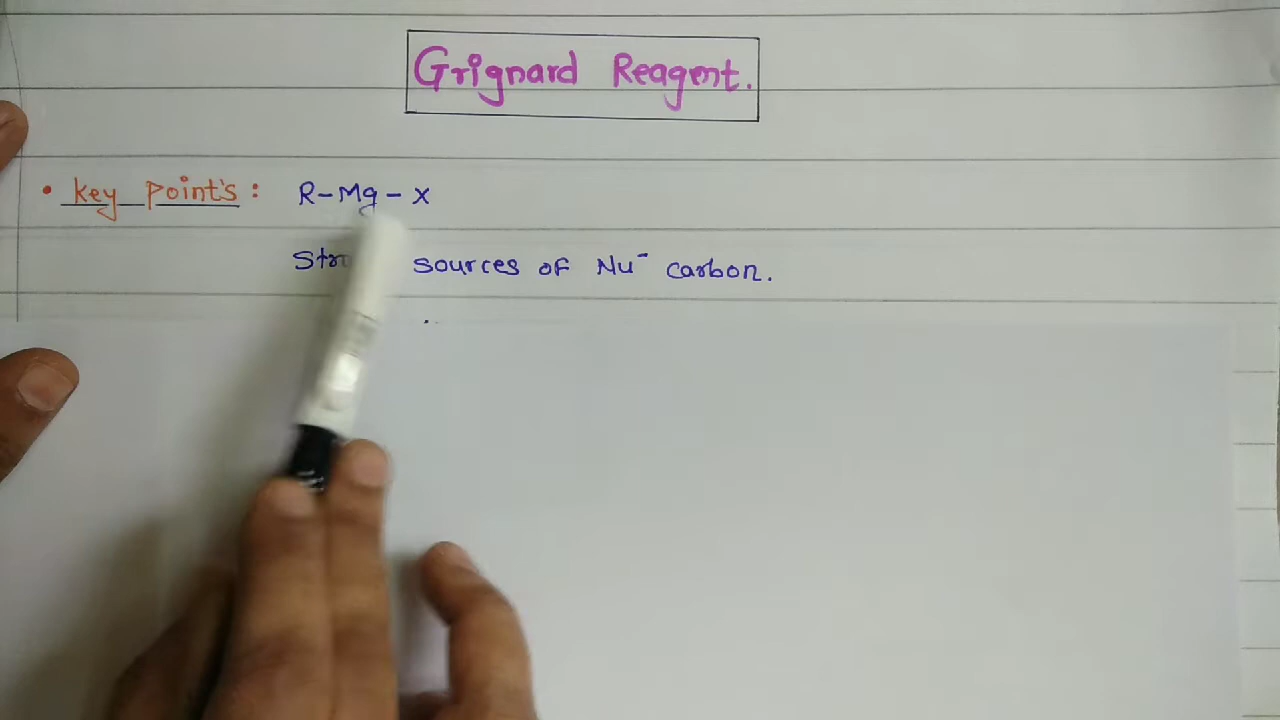 Grignard Reagent.
• key point's : R-Mg-X
sources of Nu⁻ carbon.